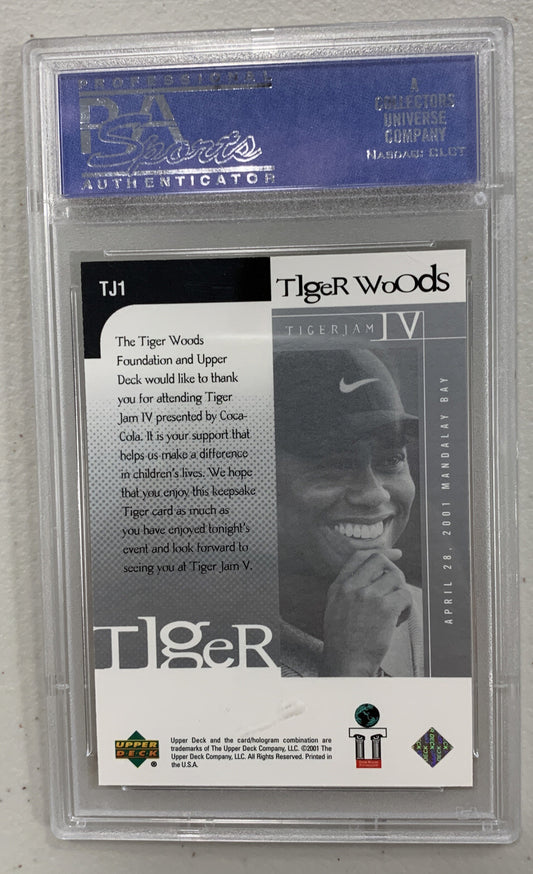 PROFESSIONAL
PSA
Sports
AUTHENTICATOR
A
COLLECTORS
UNIVERSE
COMPANY
NASDAQ: CLCT
TJ1
TIgeR WoOds
TIGERJAM IV
The Tiger Woods
Foundation and Upper
Deck would like to thank
you for attending Tiger
Jam IV presented by Coca-
Cola. It is your support that
helps us make a difference
in children's lives. We hope
that you enjoy this keepsake
Tiger card as much as
you have enjoyed tonight's
event and look forward to
seeing you at Tiger Jam V.
APRIL 28, 2001 MANDALAY BAY
TIgeR
UPPER
DECK
Upper Deck and the card/hologram combination are
trademarks of The Upper Deck Company, LLC. ©2001 The
Upper Deck Company, LLC. All Rights Reserved. Printed in
the U.S.A.